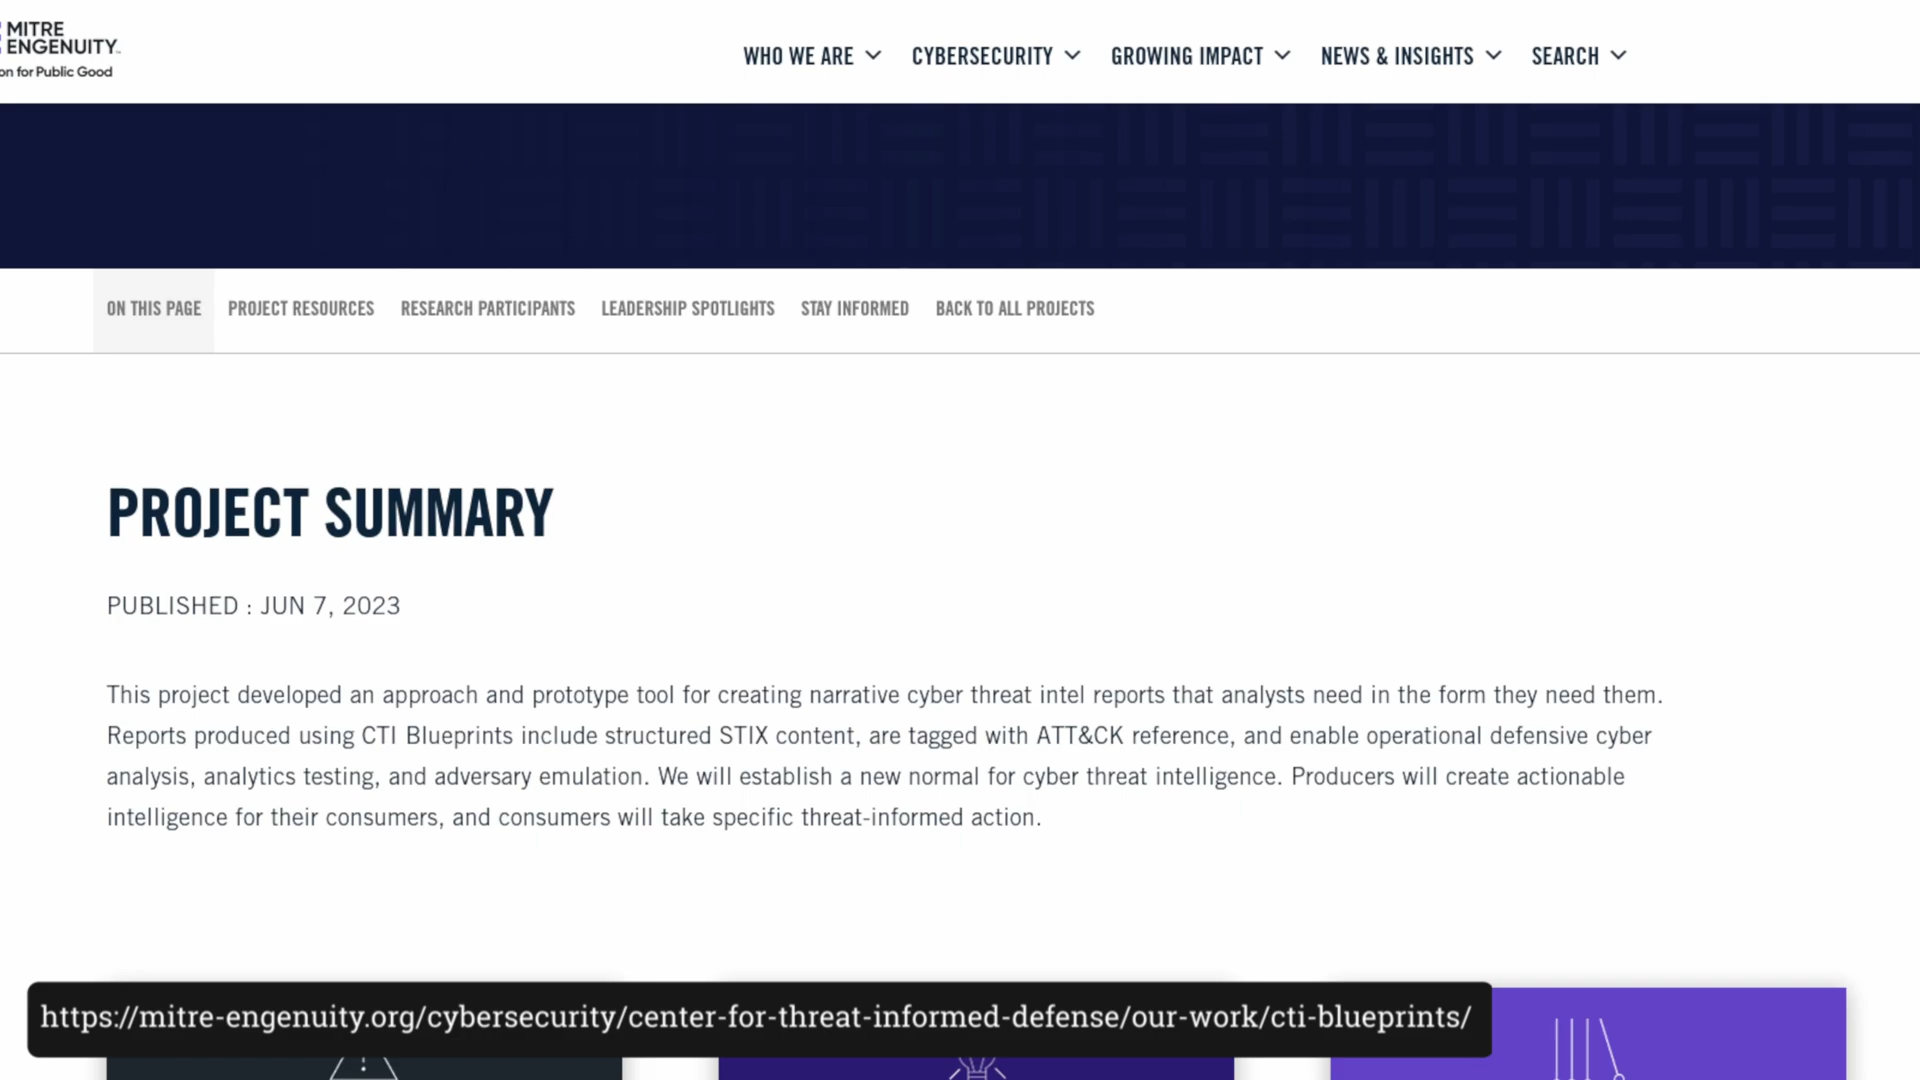 MITRE
ENGENUITY
on for Public Good
WHO WE ARE
CYBERSECURITY
GROWING IMPACT
NEWS & INSIGHTS
SEARCH
ON THIS PAGE
PROJECT RESOURCES
RESEARCH PARTICIPANTS
LEADERSHIP SPOTLIGHTS
STAY INFORMED
BACK TO ALL PROJECTS
PROJECT SUMMARY
PUBLISHED : JUN 7, 2023
This project developed an approach and prototype tool for creating narrative cyber threat intel reports that analysts need in the form they need them.
Reports produced using CTI Blueprints include structured STIX content, are tagged with ATT&CK reference, and enable operational defensive cyber
analysis, analytics testing, and adversary emulation. We will establish a new normal for cyber threat intelligence. Producers will create actionable
intelligence for their consumers, and consumers will take specific threat-informed action.
https://mitre-engenuity.org/cybersecurity/center-for-threat-informed-defense/our-work/cti-blueprints/